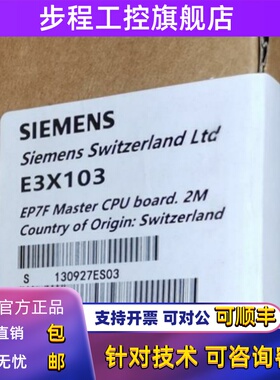 步程工控旗舰店
SIEMENS
Siemens Switzerland Ltd
E3X103
EP7F Master CPU board. 2M
Country of Origin: Switzerland
S 130927ES03
官方正品
支持开票 可对公
可顺丰
直销
包
无忧
邮
针对技术 可咨询客服